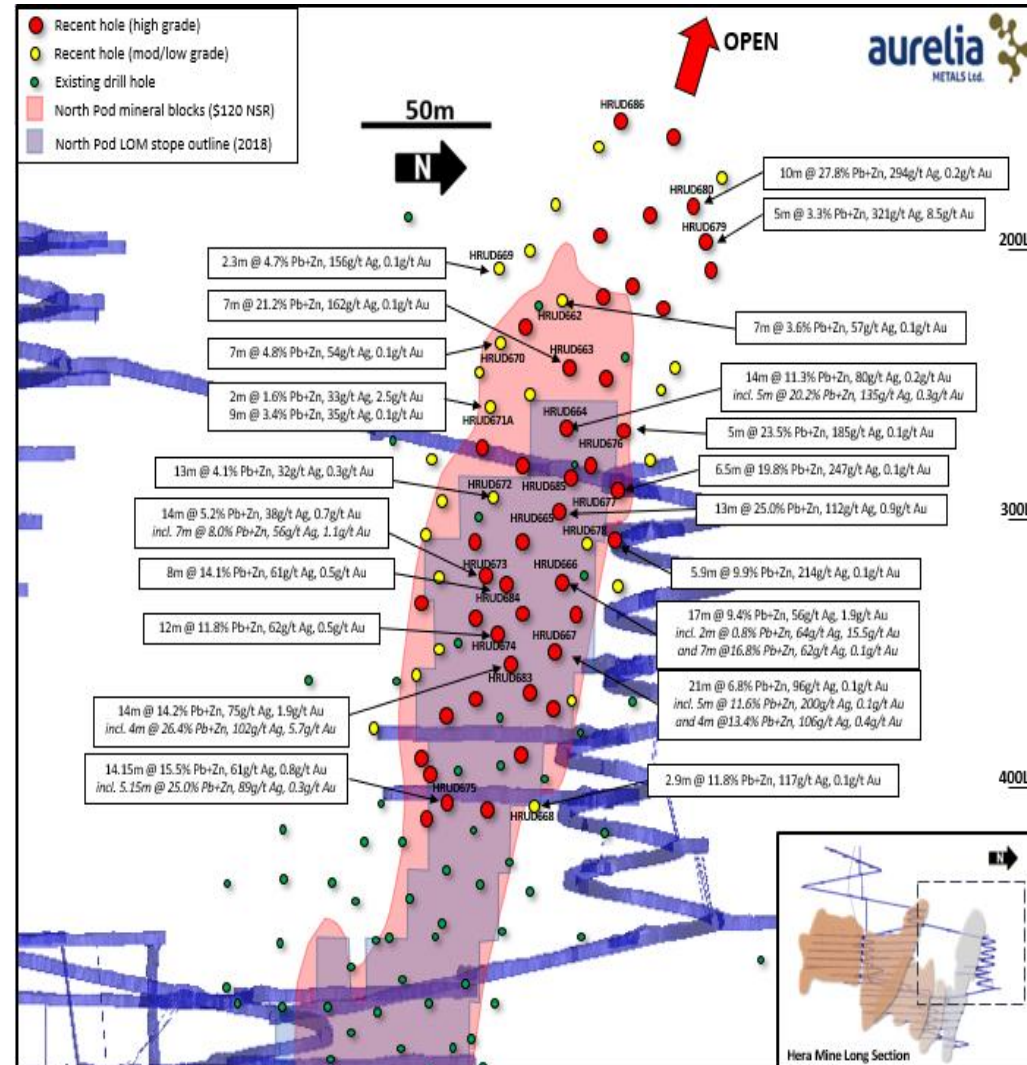 Recent hole (high grade)
Recent hole (mod/low grade)
Existing drill hole
North Pod mineral blocks ($120 NSR)
North Pod LOM stope outline (2018)
50m
N
OPEN
aurelia
METALS Ltd.
HRUD686
10m @ 27.8% Pb+Zn, 294g/t Ag, 0.2g/t Au
HRUD680
5m @ 3.3% Pb+Zn, 321g/t Ag, 8.5g/t Au
HRUD679
200L
HRUD669
2.3m @ 4.7% Pb+Zn, 156g/t Ag, 0.1g/t Au
7m @ 21.2% Pb+Zn, 162g/t Ag, 0.1g/t Au
HRUD662
7m @ 3.6% Pb+Zn, 57g/t Ag, 0.1g/t Au
7m @ 4.8% Pb+Zn, 54g/t Ag, 0.1g/t Au
HRUD670
HRUD663
14m @ 11.3% Pb+Zn, 80g/t Ag, 0.2g/t Au
incl. 5m @ 20.2% Pb+Zn, 135g/t Ag, 0.3g/t Au
2m @ 1.6% Pb+Zn, 33g/t Ag, 2.5g/t Au
9m @ 3.4% Pb+Zn, 35g/t Ag, 0.1g/t Au
HRUD671A
HRUD664
HRUD676
5m @ 23.5% Pb+Zn, 185g/t Ag, 0.1g/t Au
13m @ 4.1% Pb+Zn, 32g/t Ag, 0.3g/t Au
HRUD672
HRUD685
6.5m @ 19.8% Pb+Zn, 247g/t Ag, 0.1g/t Au
HRUD677
13m @ 25.0% Pb+Zn, 112g/t Ag, 0.9g/t Au
14m @ 5.2% Pb+Zn, 38g/t Ag, 0.7g/t Au
incl. 7m @ 8.0% Pb+Zn, 56g/t Ag, 1.1g/t Au
HRUD665
HRUD678
300L
5.9m @ 9.9% Pb+Zn, 214g/t Ag, 0.1g/t Au
8m @ 14.1% Pb+Zn, 61g/t Ag, 0.5g/t Au
HRUD673
HRUD684
HRUD666
12m @ 11.8% Pb+Zn, 62g/t Ag, 0.5g/t Au
HRUD674
17m @ 9.4% Pb+Zn, 56g/t Ag, 1.9g/t Au
incl. 2m @ 0.8% Pb+Zn, 64g/t Ag, 15.5g/t Au
and 7m @16.8% Pb+Zn, 62g/t Ag, 0.1g/t Au
HRUD667
HRUD683
21m @ 6.8% Pb+Zn, 96g/t Ag, 0.1g/t Au
incl. 5m @ 11.6% Pb+Zn, 200g/t Ag, 0.1g/t Au
and 4m @13.4% Pb+Zn, 106g/t Ag, 0.4g/t Au
14m @ 14.2% Pb+Zn, 75g/t Ag, 1.9g/t Au
incl. 4m @ 26.4% Pb+Zn, 102g/t Ag, 5.7g/t Au
14.15m @ 15.5% Pb+Zn, 61g/t Ag, 0.8g/t Au
incl. 5.15m @ 25.0% Pb+Zn, 89g/t Ag, 0.3g/t Au
HRUD675
2.9m @ 11.8% Pb+Zn, 117g/t Ag, 0.1g/t Au
400L
HRUD668
N
Hera Mine Long Section